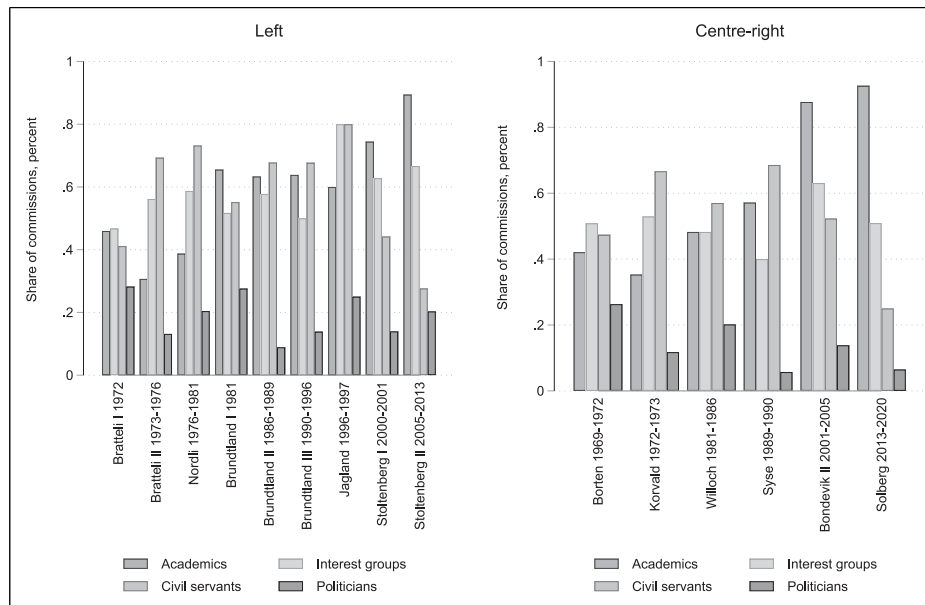 Left
Share of commissions, percent
1
.8
.6
.4
.2
0
Bratteli I 1972
Bratteli II 1973-1976
Nordli 1976-1981
Brundtland I 1981
Brundtland II 1986-1989
Brundtland III 1990-1996
Jagland 1996-1997
Stoltenberg I 2000-2001
Stoltenberg II 2005-2013
Academics
Interest groups
Civil servants
Politicians
Centre-right
Share of commissions, percent
1
.8
.6
.4
.2
0
Borten 1969-1972
Korvald 1972-1973
Willoch 1981-1986
Syse 1989-1990
Bondevik II 2001-2005
Solberg 2013-2020
Academics
Interest groups
Civil servants
Politicians